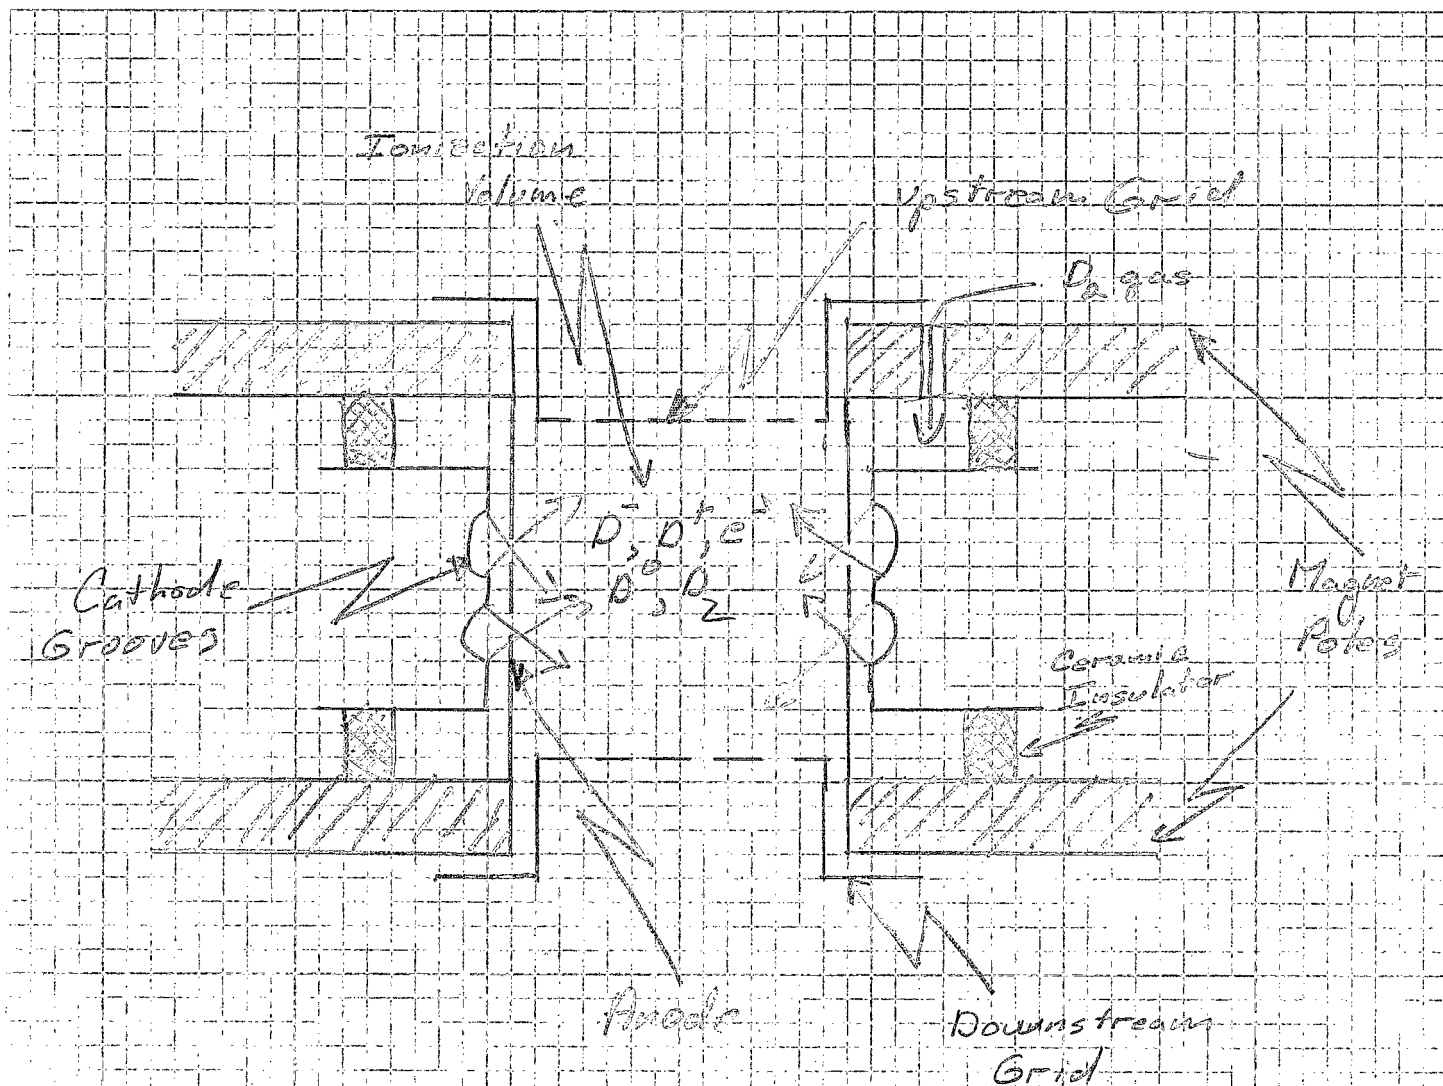 Ionization
Volume
Upstream Grid
D₂ gas
D⁻, D⁺, e⁻
D⁰, D₂
Cathode
Grooves
Magnet
Poles
Ceramic
Insulator
Anode
Downstream
Grid